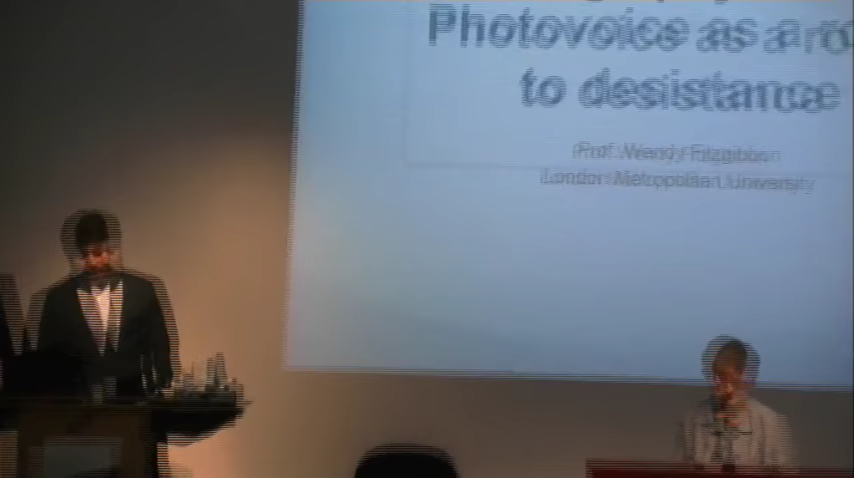 Photovoice as a
to desistance
Prof. Wendy Fitzgibbon
London Metropolitan University